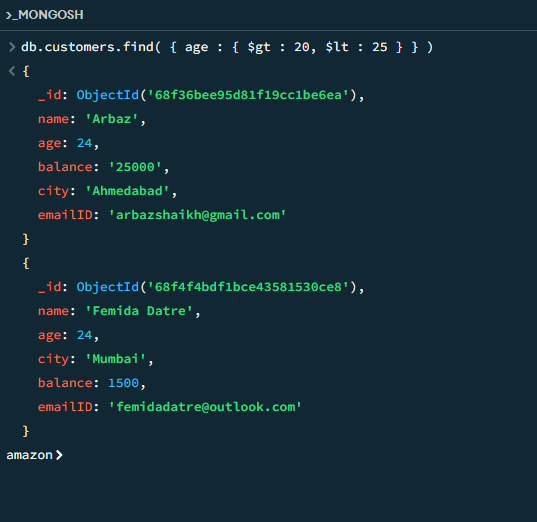 >_MONGOSH
> db.customers.find( { age : { $gt : 20, $lt : 25 } } )
< {
_id: ObjectId('68f36bee95d81f19cc1be6ea'),
name: 'Arbaz',
age: 24,
balance: '25000',
city: 'Ahmedabad',
emailID: 'arbazshaikh@gmail.com'
}
{
_id: ObjectId('68f4f4bdf1bce43581530ce8'),
name: 'Femida Datre',
age: 24,
city: 'Mumbai',
balance: 1500,
emailID: 'femidadatre@outlook.com'
}
amazon>